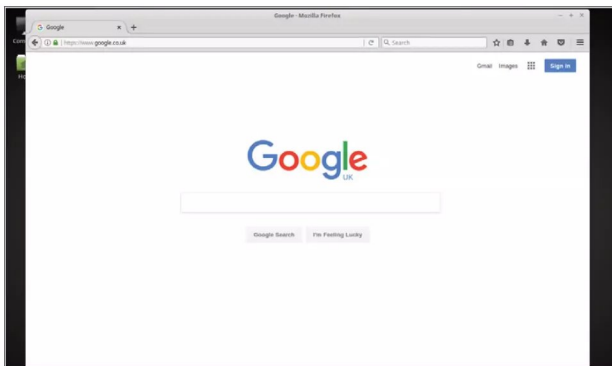 Google - Mozilla Firefox
Google
https://www.google.co.uk
Search
Gmail Images Sign in
Google
UK
Google Search I'm Feeling Lucky